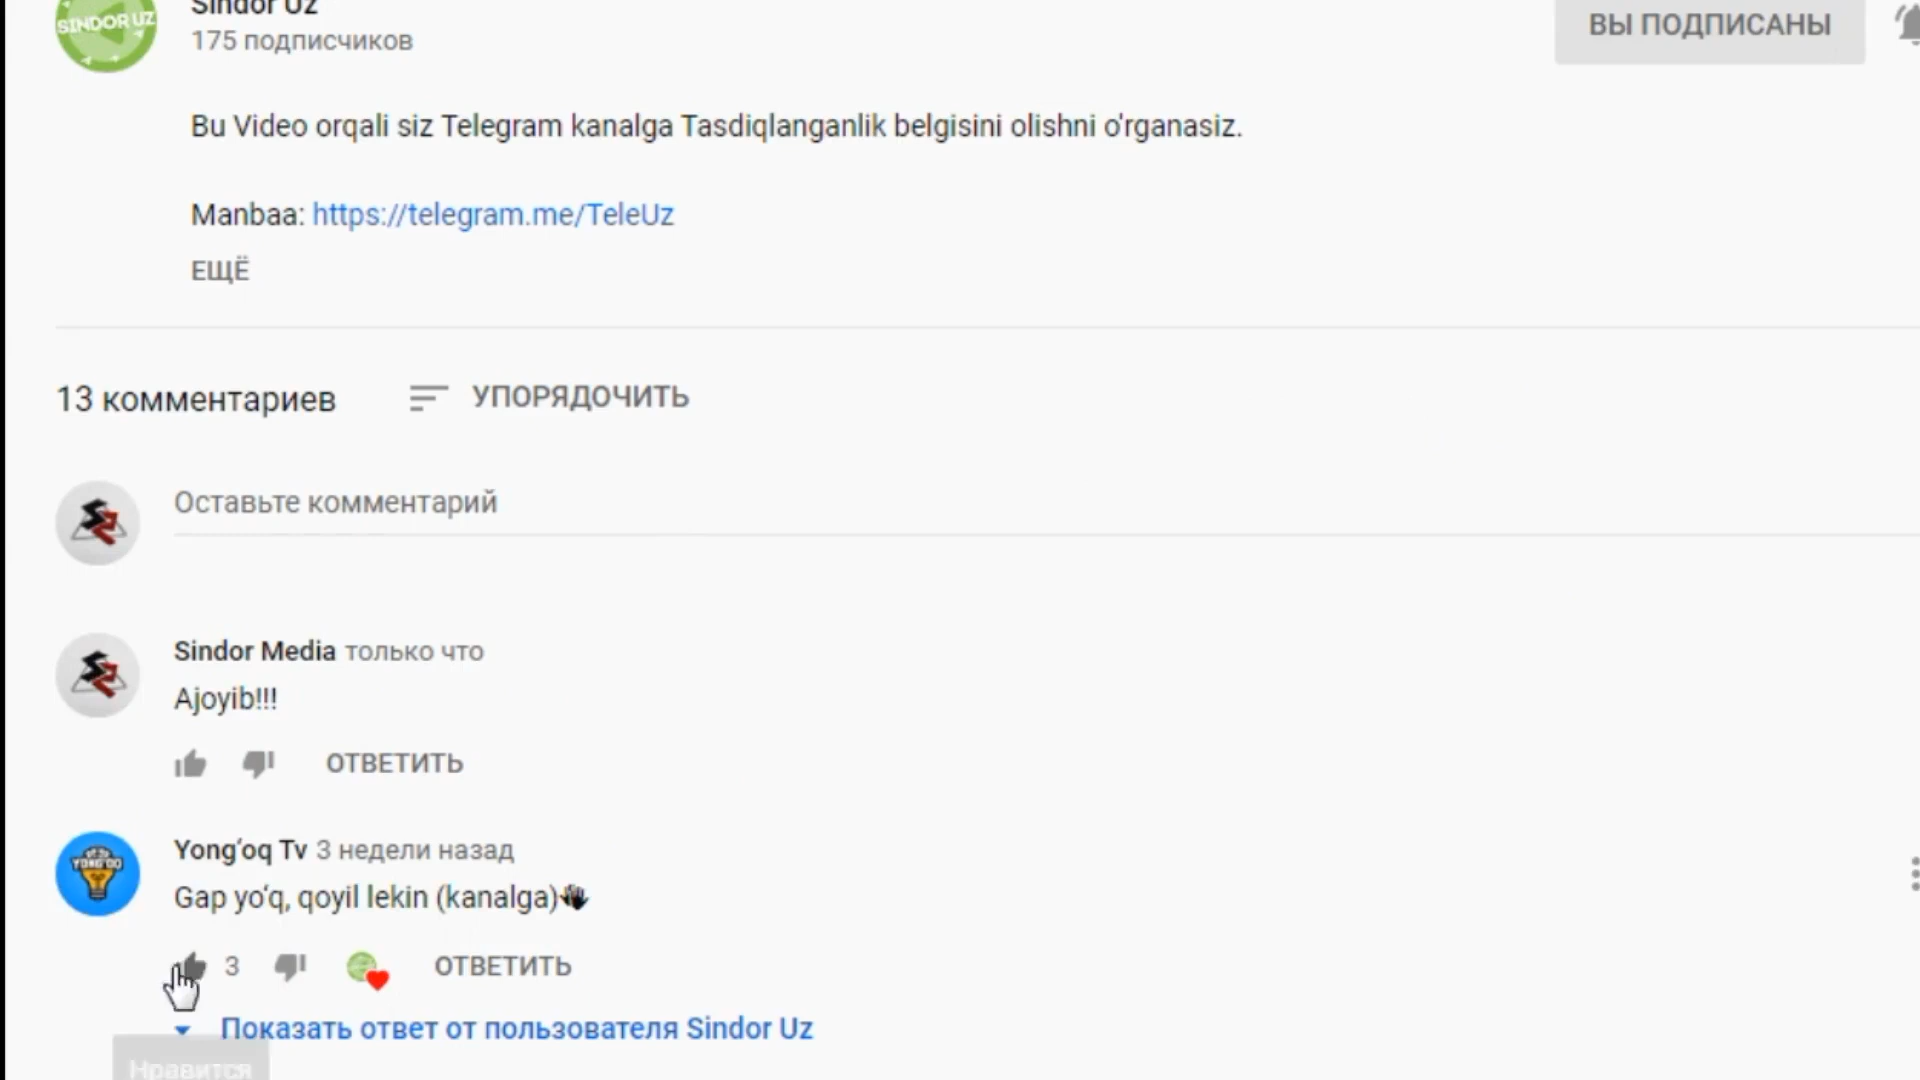 Sindor Uz
SINDOR UZ
175 подписчиков
ВЫ ПОДПИСАНЫ
Bu Video orqali siz Telegram kanalga Tasdiqlanganlik belgisini olishni o'rganasiz.
Manbaa: https://telegram.me/TeleUz
ЕЩЁ
13 комментариев
УПОРЯДОЧИТЬ
Оставьте комментарий
Sindor Media только что
Ajoyib!!!
ОТВЕТИТЬ
Yong‘oq Tv 3 недели назад
Gap yo‘q, qoyil lekin (kanalga)
3
ОТВЕТИТЬ
Показать ответ от пользователя Sindor Uz
Нравится